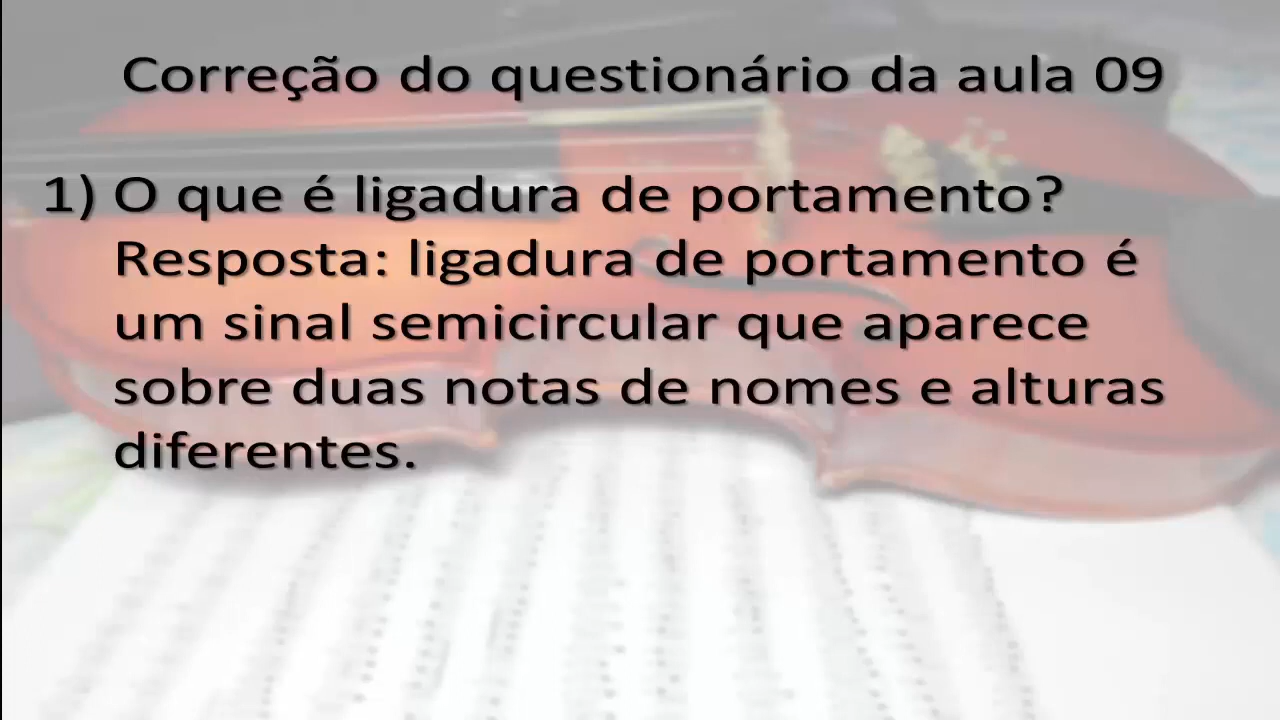 Correção do questionário da aula 09
1) O que é ligadura de portamento?
Resposta: ligadura de portamento é
um sinal semicircular que aparece
sobre duas notas de nomes e alturas
diferentes.